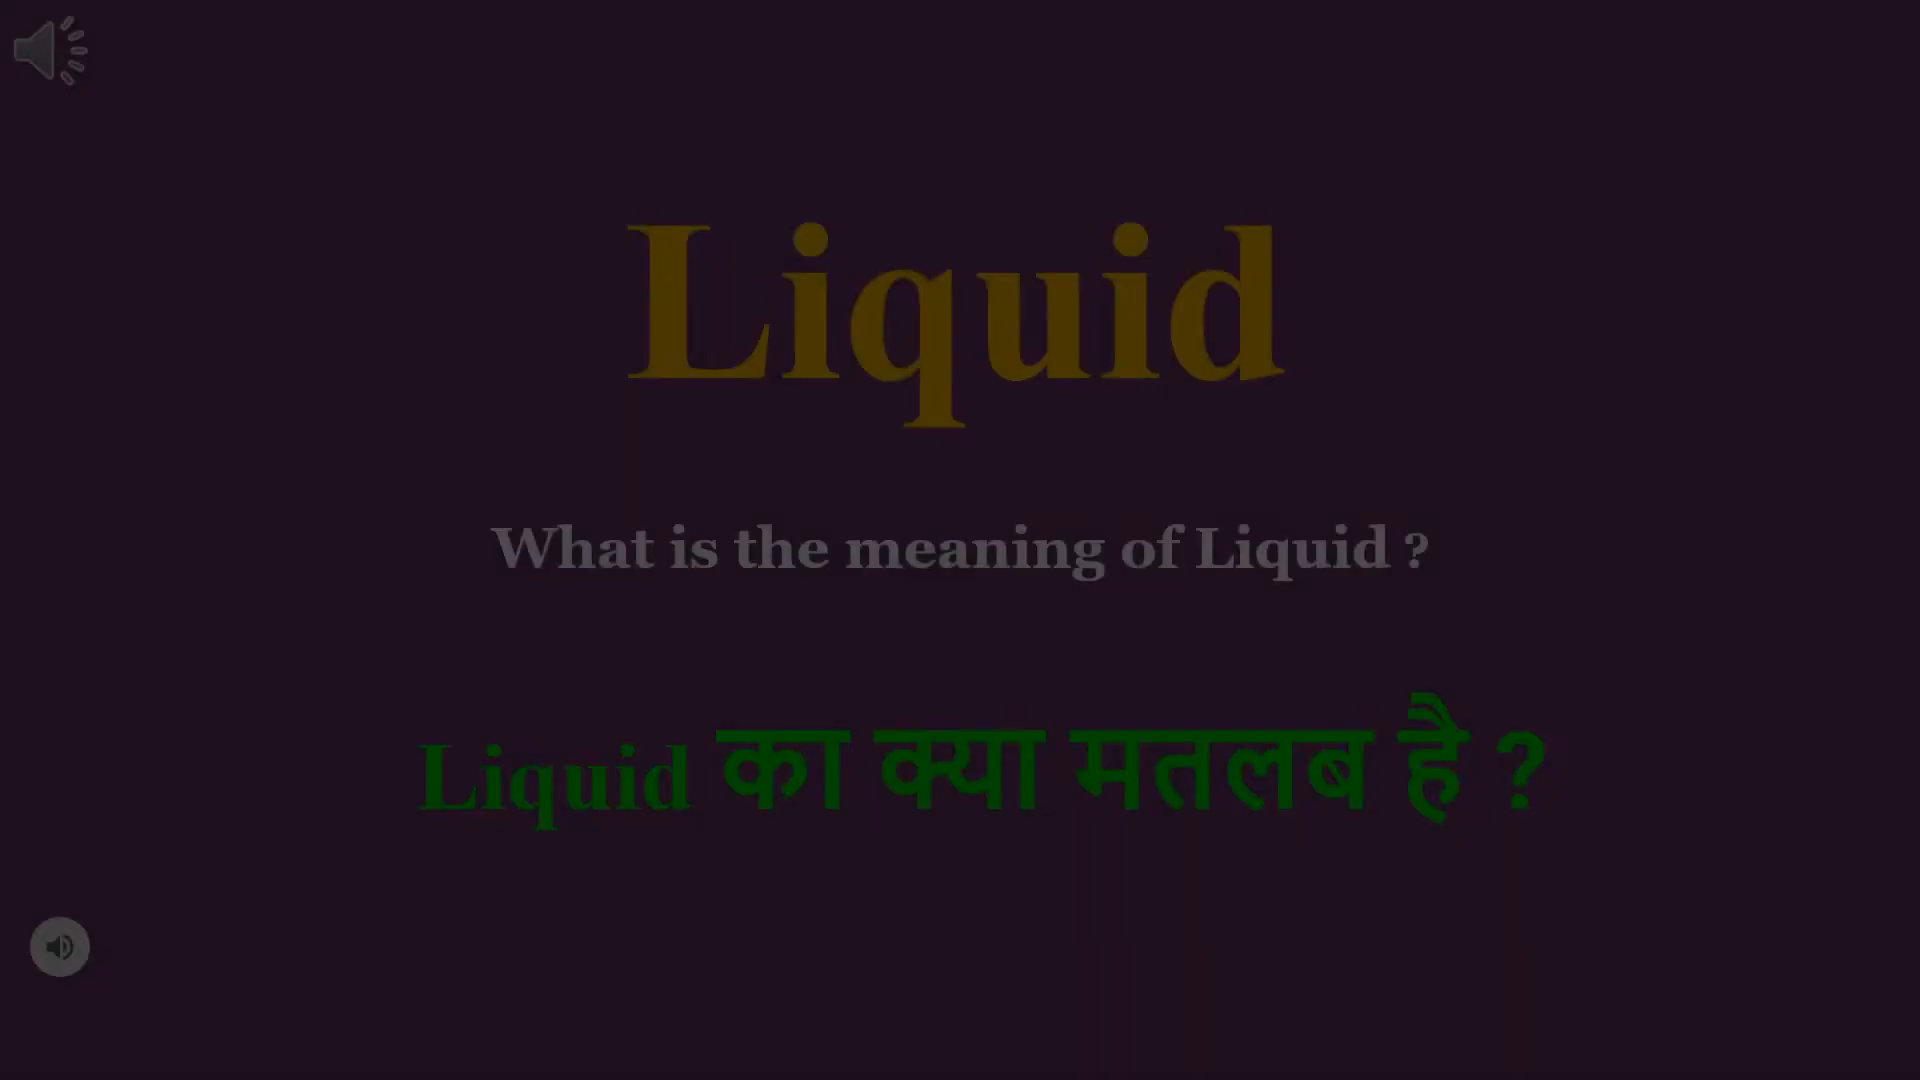 Liquid
What is the meaning of Liquid ?
Liquid का क्या मतलब है ?